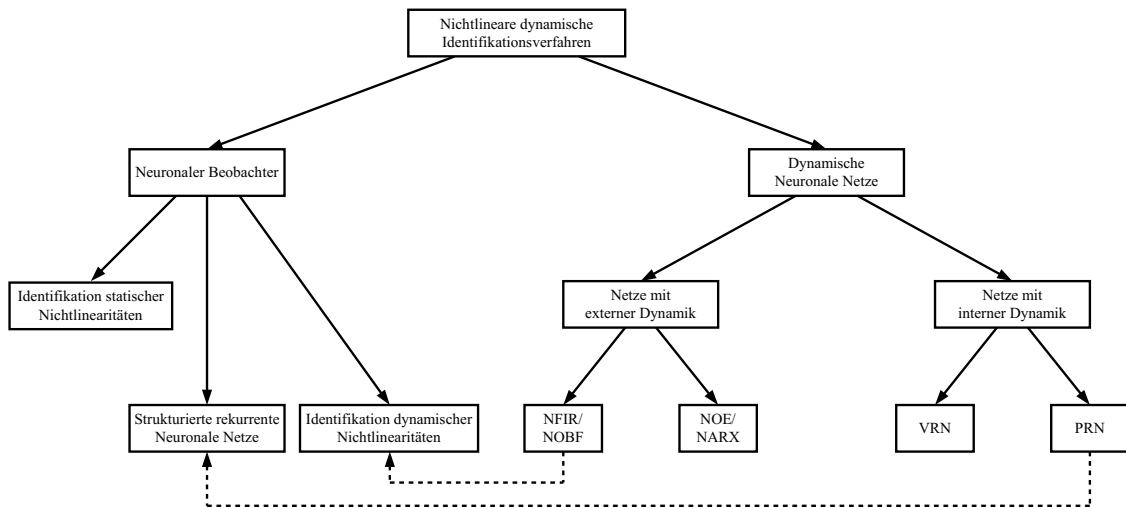 Nichtlineare dynamische
Identifikationsverfahren
Neuronaler Beobachter
Dynamische
Neuronale Netze
Identifikation statischer
Nichtlinearitäten
Netze mit
externer Dynamik
Netze mit
interner Dynamik
Strukturierte rekurrente
Neuronale Netze
Identifikation dynamischer
Nichtlinearitäten
NFIR/
NOBF
NOE/
NARX
VRN
PRN